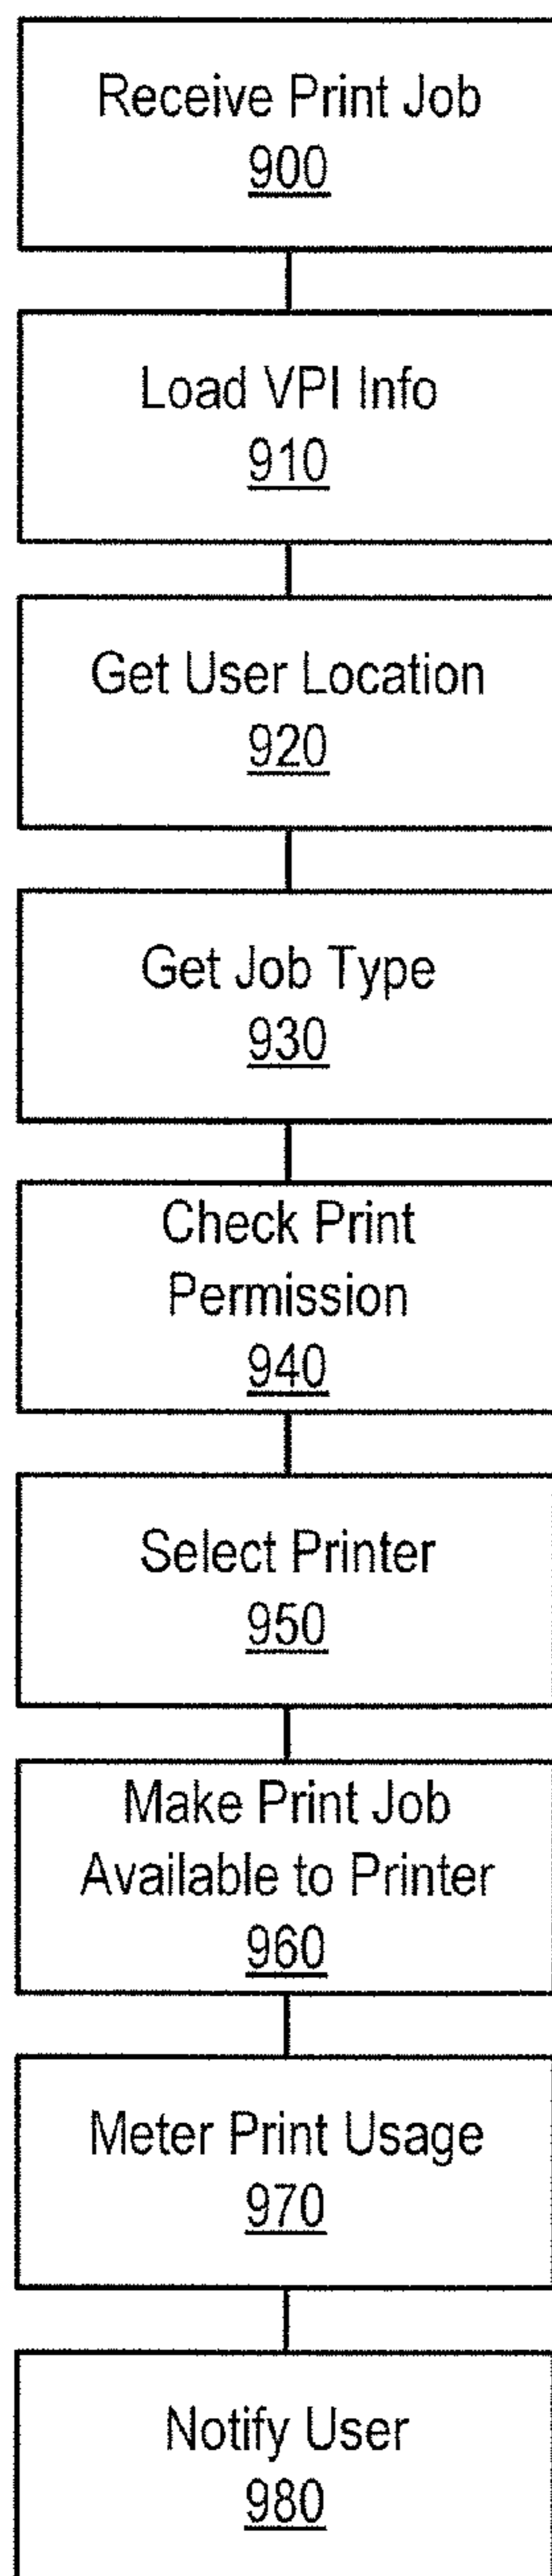 Receive Print Job
900
Load VPI Info
910
Get User Location
920
Get Job Type
930
Check Print
Permission
940
Select Printer
950
Make Print Job
Available to Printer
960
Meter Print Usage
970
Notify User
980